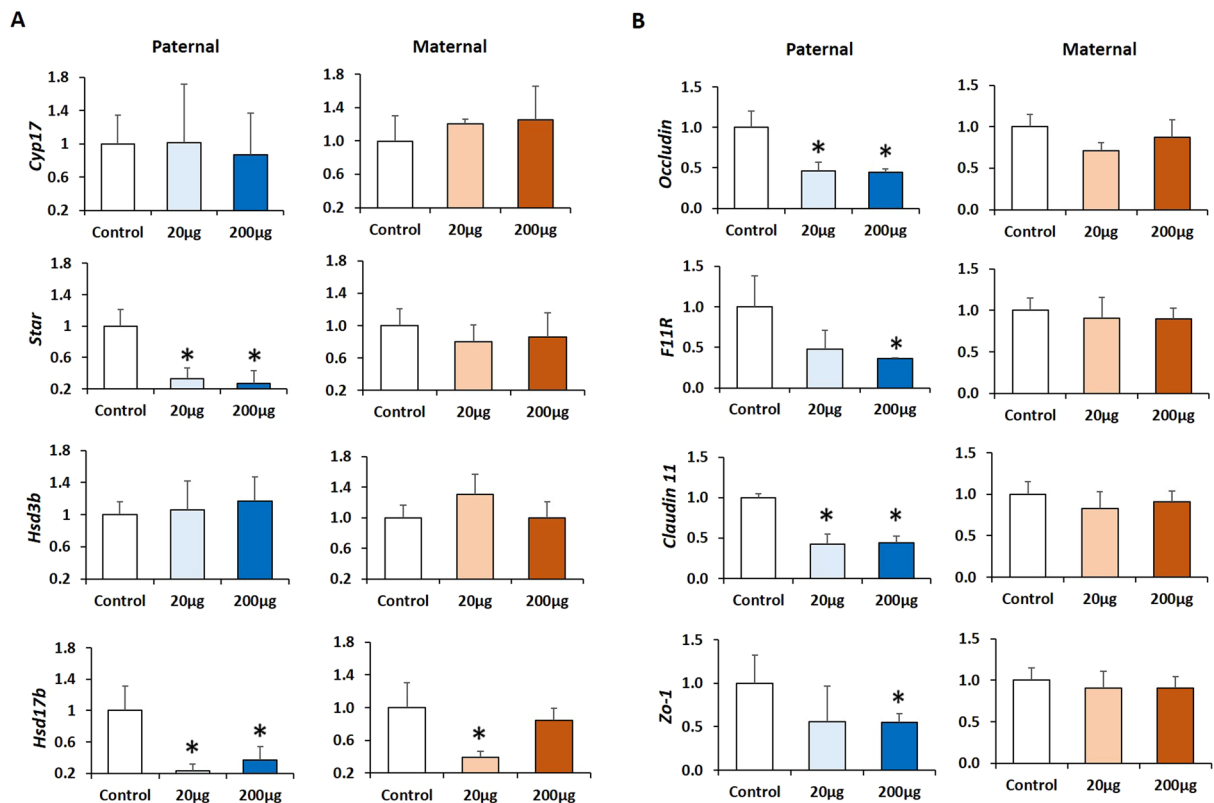 A
B
Paternal
Maternal
Paternal
Maternal
Cyp17
1.8
1.4
1
0.6
0.2
Control 20µg 200µg
1.8
1.4
1.0
0.6
0.2
Control 20µg 200µg
Occludin
1.5
1.0
0.5
0.0
* *
Control 20µg 200µg
1.5
1.0
0.5
0.0
Control 20µg 200µg
Star
1.8
1.4
1
0.6
0.2
* *
Control 20µg 200µg
1.8
1.4
1.0
0.6
0.2
Control 20µg 200µg
F11R
1.5
1.0
0.5
0.0
*
Control 20µg 200µg
1.5
1.0
0.5
0.0
Control 20µg 200µg
Hsd3b
1.8
1.4
1
0.6
0.2
Control 20µg 200µg
1.8
1.4
1.0
0.6
0.2
Control 20µg 200µg
Claudin 11
1.5
1.0
0.5
0.0
* *
Control 20µg 200µg
1.5
1.0
0.5
0.0
Control 20µg 200µg
Hsd17b
1.8
1.4
1
0.6
0.2
* *
Control 20µg 200µg
1.8
1.4
1.0
0.6
0.2
*
Control 20µg 200µg
Zo-1
1.5
1.0
0.5
0.0
*
Control 20µg 200µg
1.5
1.0
0.5
0.0
Control 20µg 200µg